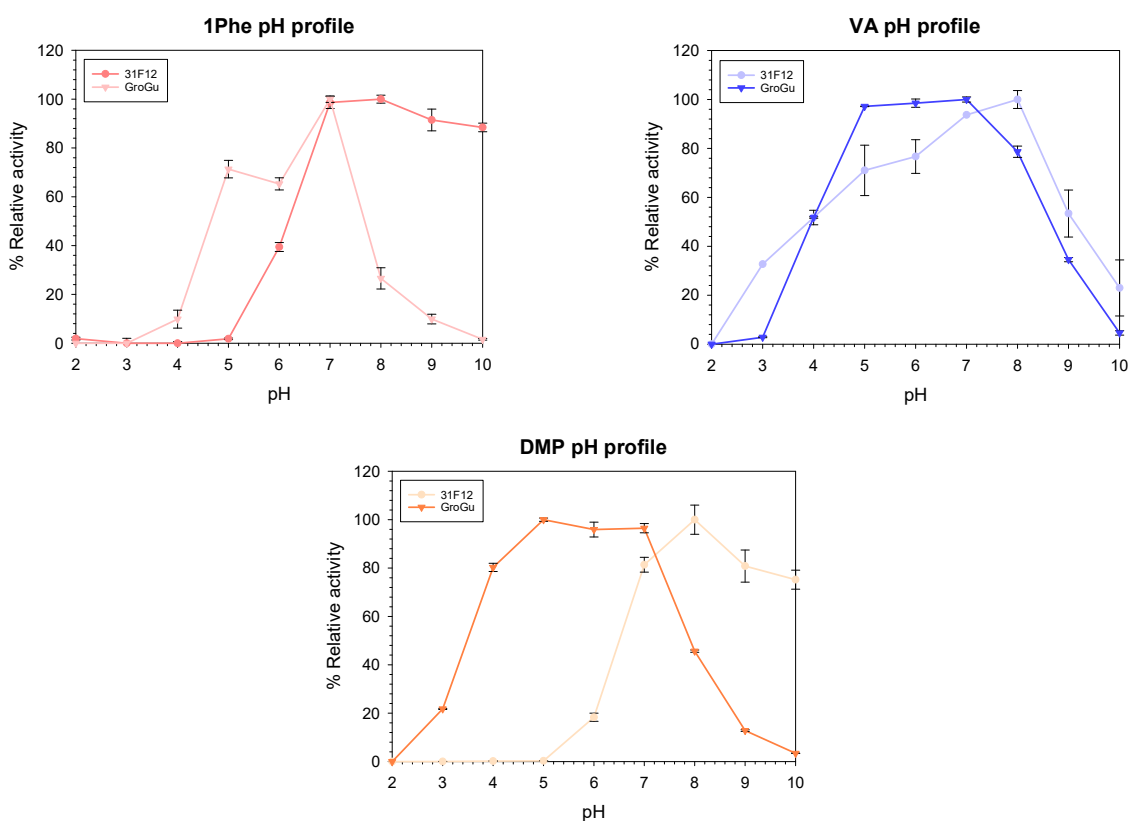 1Phe pH profile
120
100
80
60
40
20
0
% Relative activity
31F12
GroGu
2 3 4 5 6 7 8 9 10
pH
VA pH profile
120
100
80
60
40
20
0
% Relative activity
31F12
GroGu
2 3 4 5 6 7 8 9 10
pH
DMP pH profile
120
100
80
60
40
20
0
% Relative activity
31F12
GroGu
2 3 4 5 6 7 8 9 10
pH